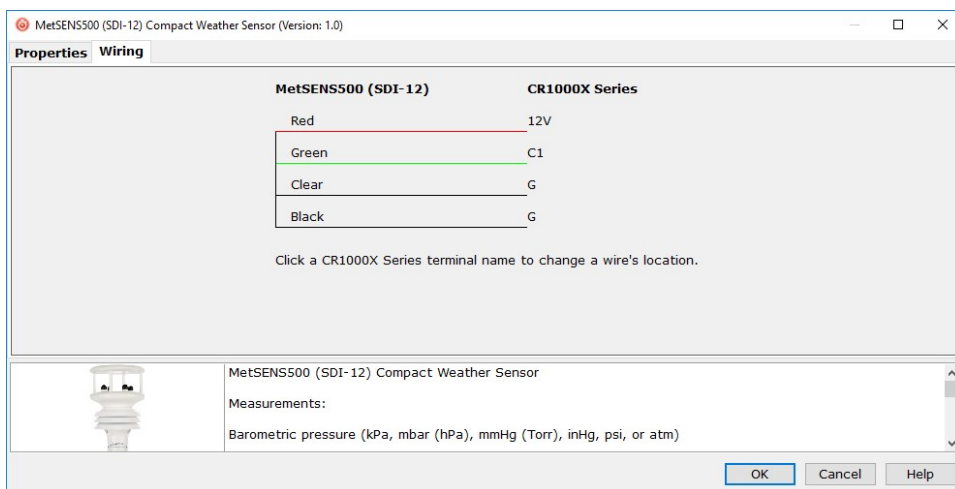 MetSENS500 (SDI-12) Compact Weather Sensor (Version: 1.0)
Properties Wiring
MetSENS500 (SDI-12) CR1000X Series
Red 12V
Green C1
Clear G
Black G
Click a CR1000X Series terminal name to change a wire's location.
MetSENS500 (SDI-12) Compact Weather Sensor
Measurements:
Barometric pressure (kPa, mbar (hPa), mmHg (Torr), inHg, psi, or atm)
OK Cancel Help